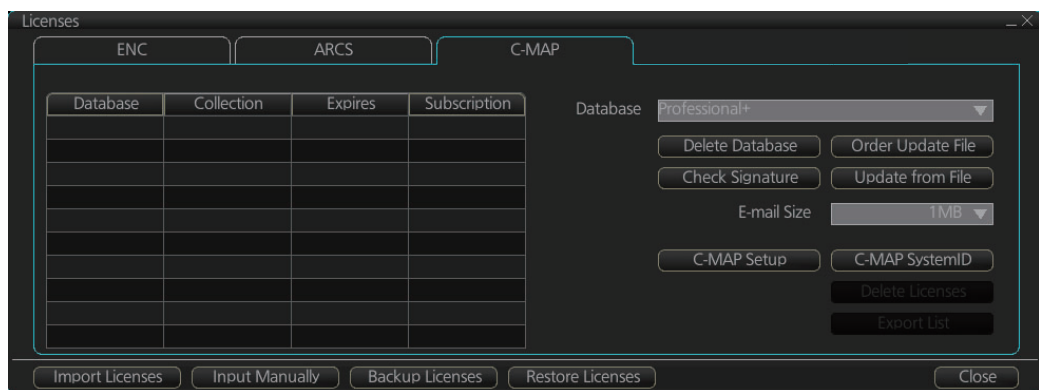 Licenses
ENC ARCS C-MAP
Database Collection Expires Subscription
Database Professional+
Delete Database Order Update File
Check Signature Update from File
E-mail Size 1MB
C-MAP Setup C-MAP SystemID
Delete Licenses
Export List
Import Licenses Input Manually Backup Licenses Restore Licenses Close